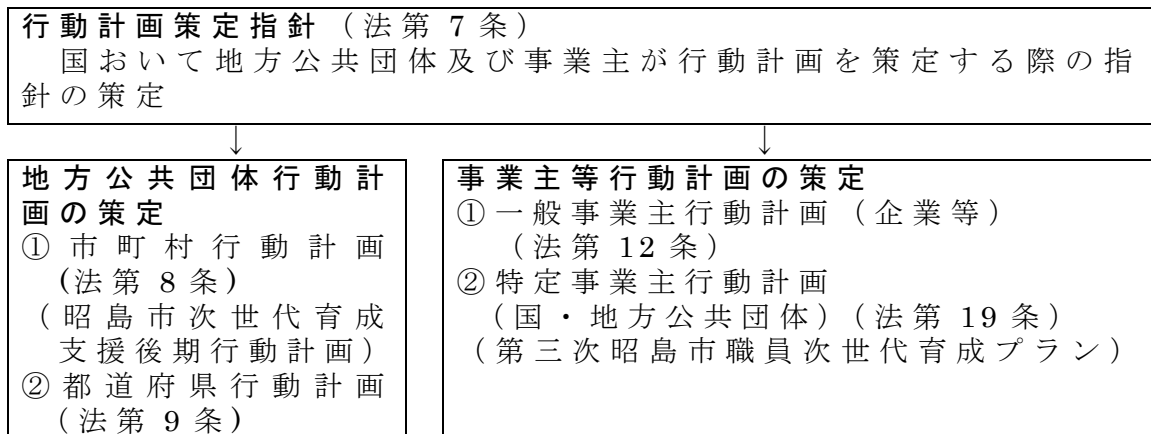 行動計画策定指針（法第 7 条）
国おいて地方公共団体及び事業主が行動計画を策定する際の指
針の策定
↓
↓
地方公共団体行動計
画の策定
①市町村行動計画
(法第 8 条)
（昭島市次世代育成
支援後期行動計画）
②都道府県行動計画
（法第 9 条）
事業主等行動計画の策定
①一般事業主行動計画（企業等）
（法第 12 条）
②特定事業主行動計画
（国・地方公共団体）（法第 19 条）
（第三次昭島市職員次世代育成プラン）